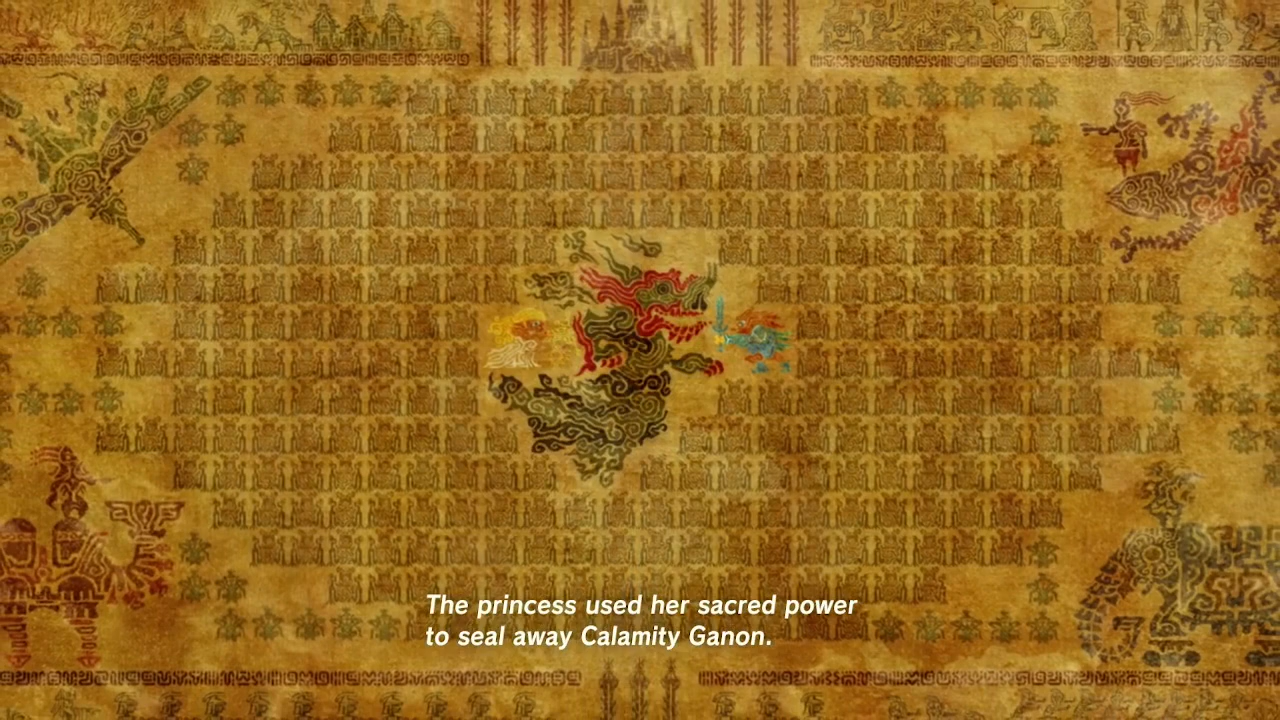 The princess used her sacred power
to seal away Calamity Ganon.